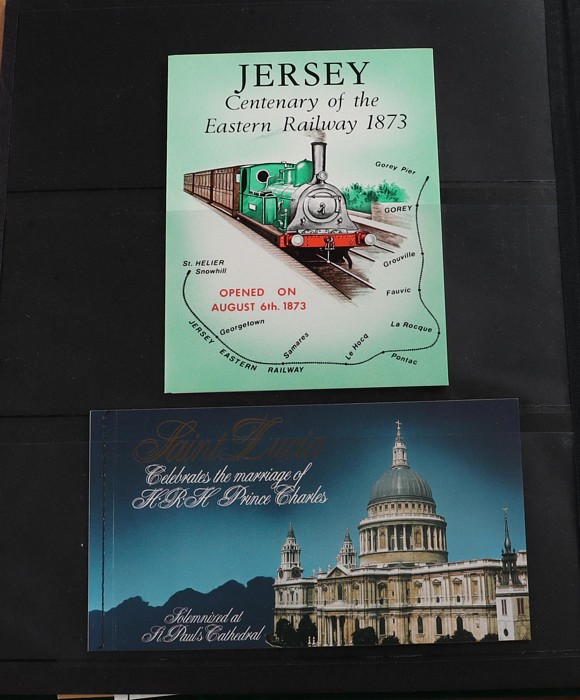 JERSEY
Centenary of the
Eastern Railway 1873
Gorey Pier
GOREY
Grouville
Fauvic
La Rocque
Pontac
Le Hocq
Samares
Georgetown
St. HELIER
Snowhill
JERSEY EASTERN RAILWAY
OPENED ON
AUGUST 6th. 1873
Saint Lucia
Celebrates the marriage of
H·R·H Prince Charles
Solemnized at
St. Paul's Cathedral